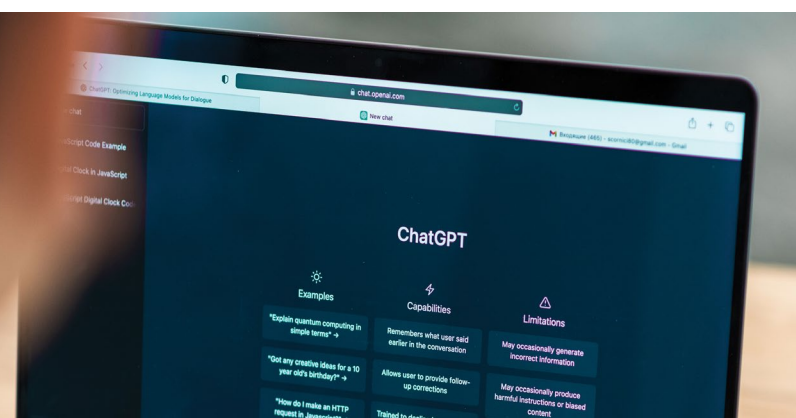 chat.openai.com
ChatGPT: Optimizing Language Models for Dialogue
New chat
Входящие (465) - - Gmail
chat
Script Code Example
Clock in JavaScript
Digital Clock
ChatGPT
Examples
Capabilities
Limitations
"Explain quantum computing in
simple terms" →
Remembers what user said
earlier in the conversation
May occasionally generate
incorrect information
"Got any creative ideas for a 10
year old's birthday?" →
Allows user to provide follow-
up corrections
May occasionally produce
harmful instructions or biased
content
"How do I make an HTTP
request in Javascript?"
Trained to